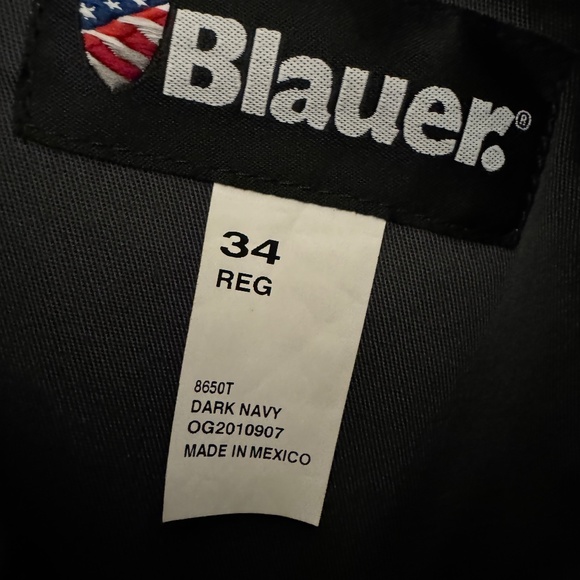 Blauer.®
34
REG
8650T
DARK NAVY
OG2010907
MADE IN MEXICO